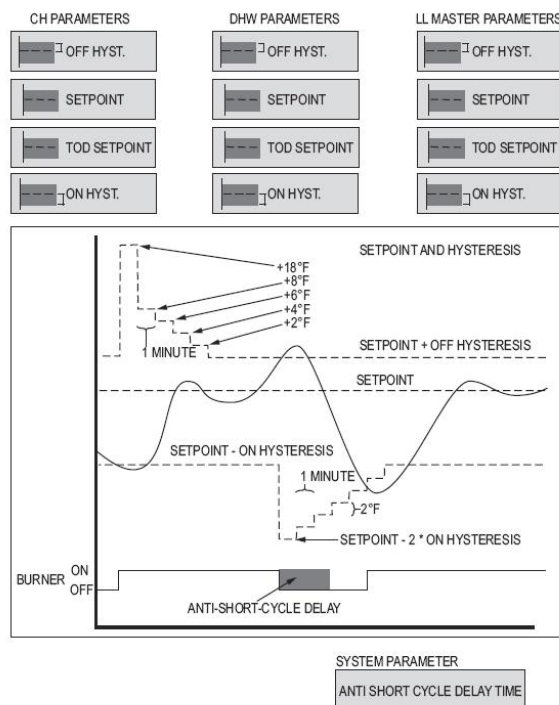 CH PARAMETERS
DHW PARAMETERS
LL MASTER PARAMETERS
OFF HYST.
OFF HYST.
OFF HYST.
SETPOINT
SETPOINT
SETPOINT
TOD SETPOINT
TOD SETPOINT
TOD SETPOINT
ON HYST.
ON HYST.
ON HYST.
SETPOINT AND HYSTERESIS
+18°F
+8°F
+6°F
+4°F
+2°F
1 MINUTE
SETPOINT + OFF HYSTERESIS
SETPOINT
SETPOINT - ON HYSTERESIS
1 MINUTE
-2°F
SETPOINT - 2 * ON HYSTERESIS
BURNER
ON
OFF
ANTI-SHORT-CYCLE DELAY
SYSTEM PARAMETER
ANTI SHORT CYCLE DELAY TIME